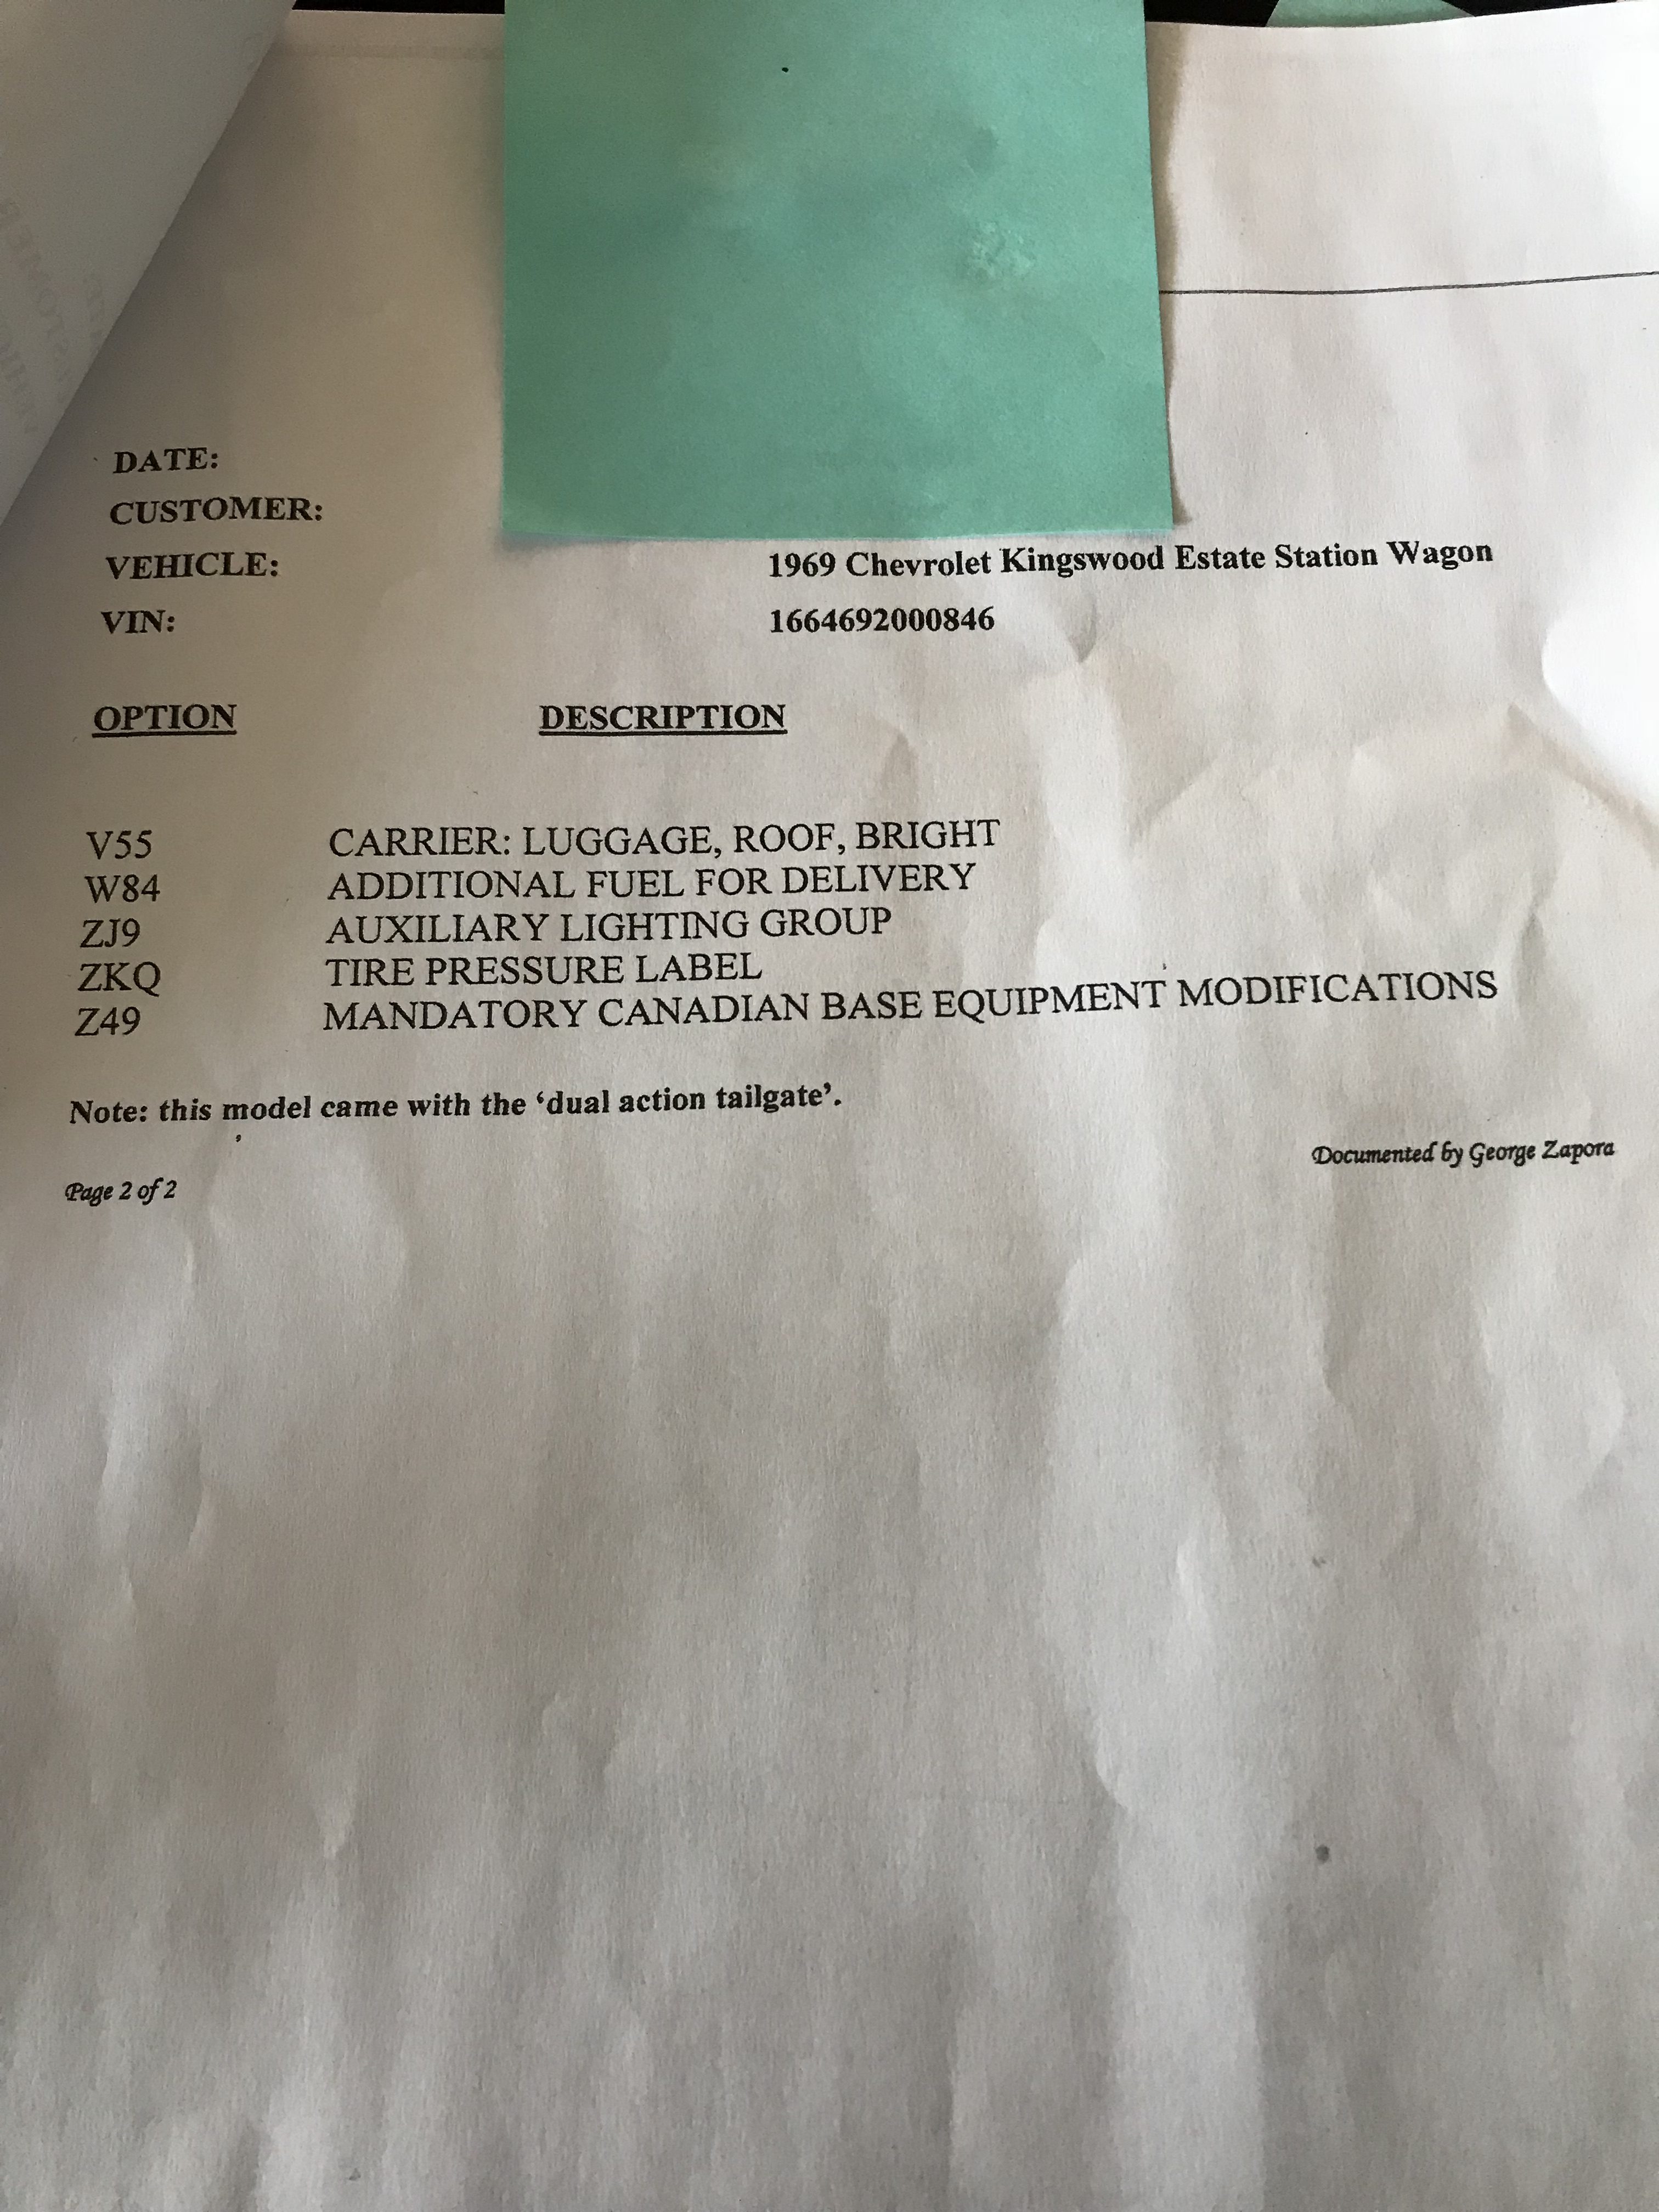 DATE:
CUSTOMER:
VEHICLE: 1969 Chevrolet Kingswood Estate Station Wagon
VIN: 1664692000846
OPTION DESCRIPTION
V55 CARRIER: LUGGAGE, ROOF, BRIGHT
W84 ADDITIONAL FUEL FOR DELIVERY
ZJ9 AUXILIARY LIGHTING GROUP
ZKQ TIRE PRESSURE LABEL
Z49 MANDATORY CANADIAN BASE EQUIPMENT MODIFICATIONS
Note: this model came with the ‘dual action tailgate’.
Documented by George Zapora
Page 2 of 2